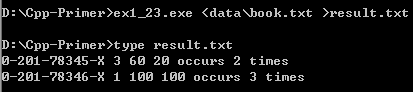 D:\Cpp-Primer>ex1_23.exe <data\book.txt >result.txt
D:\Cpp-Primer>type result.txt
0-201-78345-X 3 60 20 occurs 2 times
0-201-78346-X 1 100 100 occurs 3 times